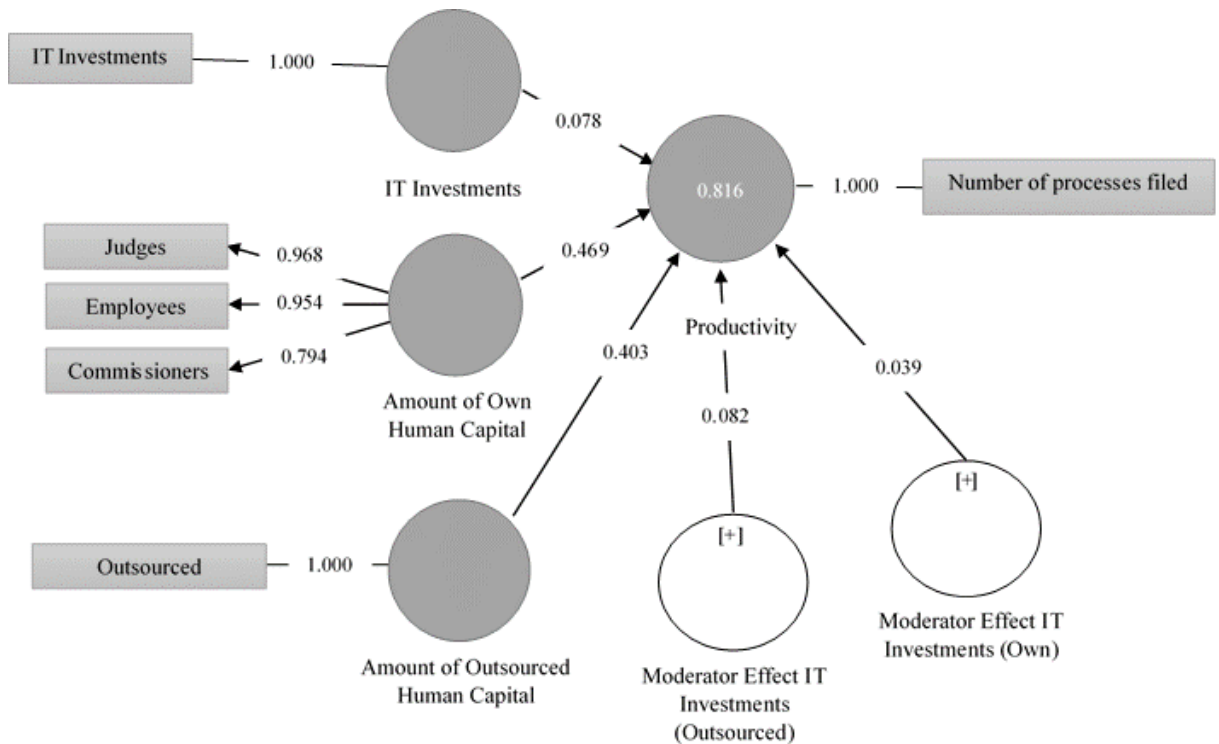 IT Investments
1.000
IT Investments
0.078
0.816
1.000
Number of processes filed
Judges
Employees
Commissioners
0.968
0.954
0.794
Amount of Own
Human Capital
0.469
Productivity
0.403
0.082
0.039
Outsourced
1.000
Amount of Outsourced
Human Capital
[+]
Moderator Effect IT
Investments
(Outsourced)
[+]
Moderator Effect IT
Investments (Own)